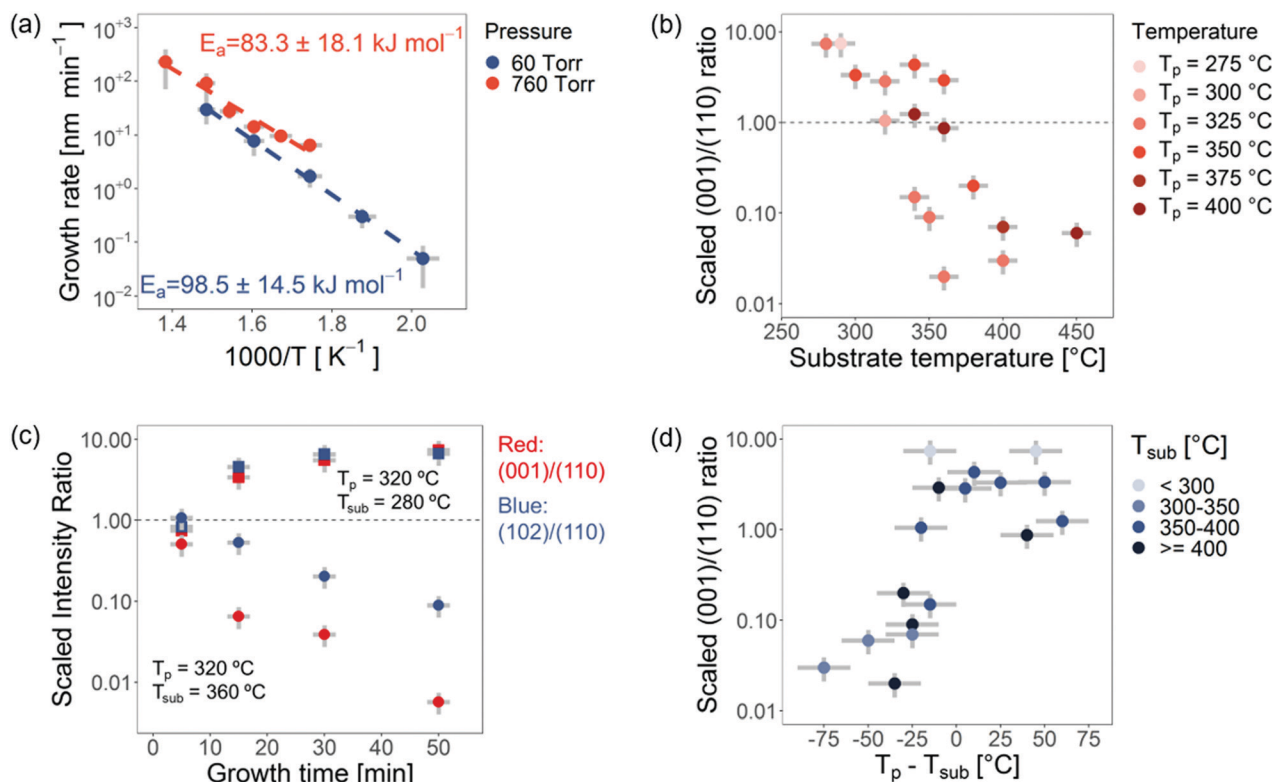 (a)
10⁺³
10⁺²
10⁺¹
10⁺⁰
10⁻¹
10⁻²
Growth rate [nm min⁻¹]
Eₐ=83.3 ± 18.1 kJ mol⁻¹
Eₐ=98.5 ± 14.5 kJ mol⁻¹
1.4 1.6 1.8 2.0
1000/T [ K⁻¹]
Pressure
60 Torr
760 Torr
(b)
10.00
1.00
0.10
0.01
Scaled (001)/(110) ratio
250 300 350 400 450
Substrate temperature [°C]
Temperature
Tₚ = 275 °C
Tₚ = 300 °C
Tₚ = 325 °C
Tₚ = 350 °C
Tₚ = 375 °C
Tₚ = 400 °C
(c)
10.00
1.00
0.10
0.01
Scaled Intensity Ratio
Tₚ = 320 ºC
Tsub = 280 ºC
Tₚ = 320 ºC
Tsub = 360 ºC
0 10 20 30 40 50
Growth time [min]
Red:
(001)/(110)
Blue:
(102)/(110)
(d)
10.00
1.00
0.10
0.01
Scaled (001)/(110) ratio
-75 -50 -25 0 25 50 75
Tₚ - Tsub [°C]
Tsub [°C]
< 300
300-350
350-400
>= 400